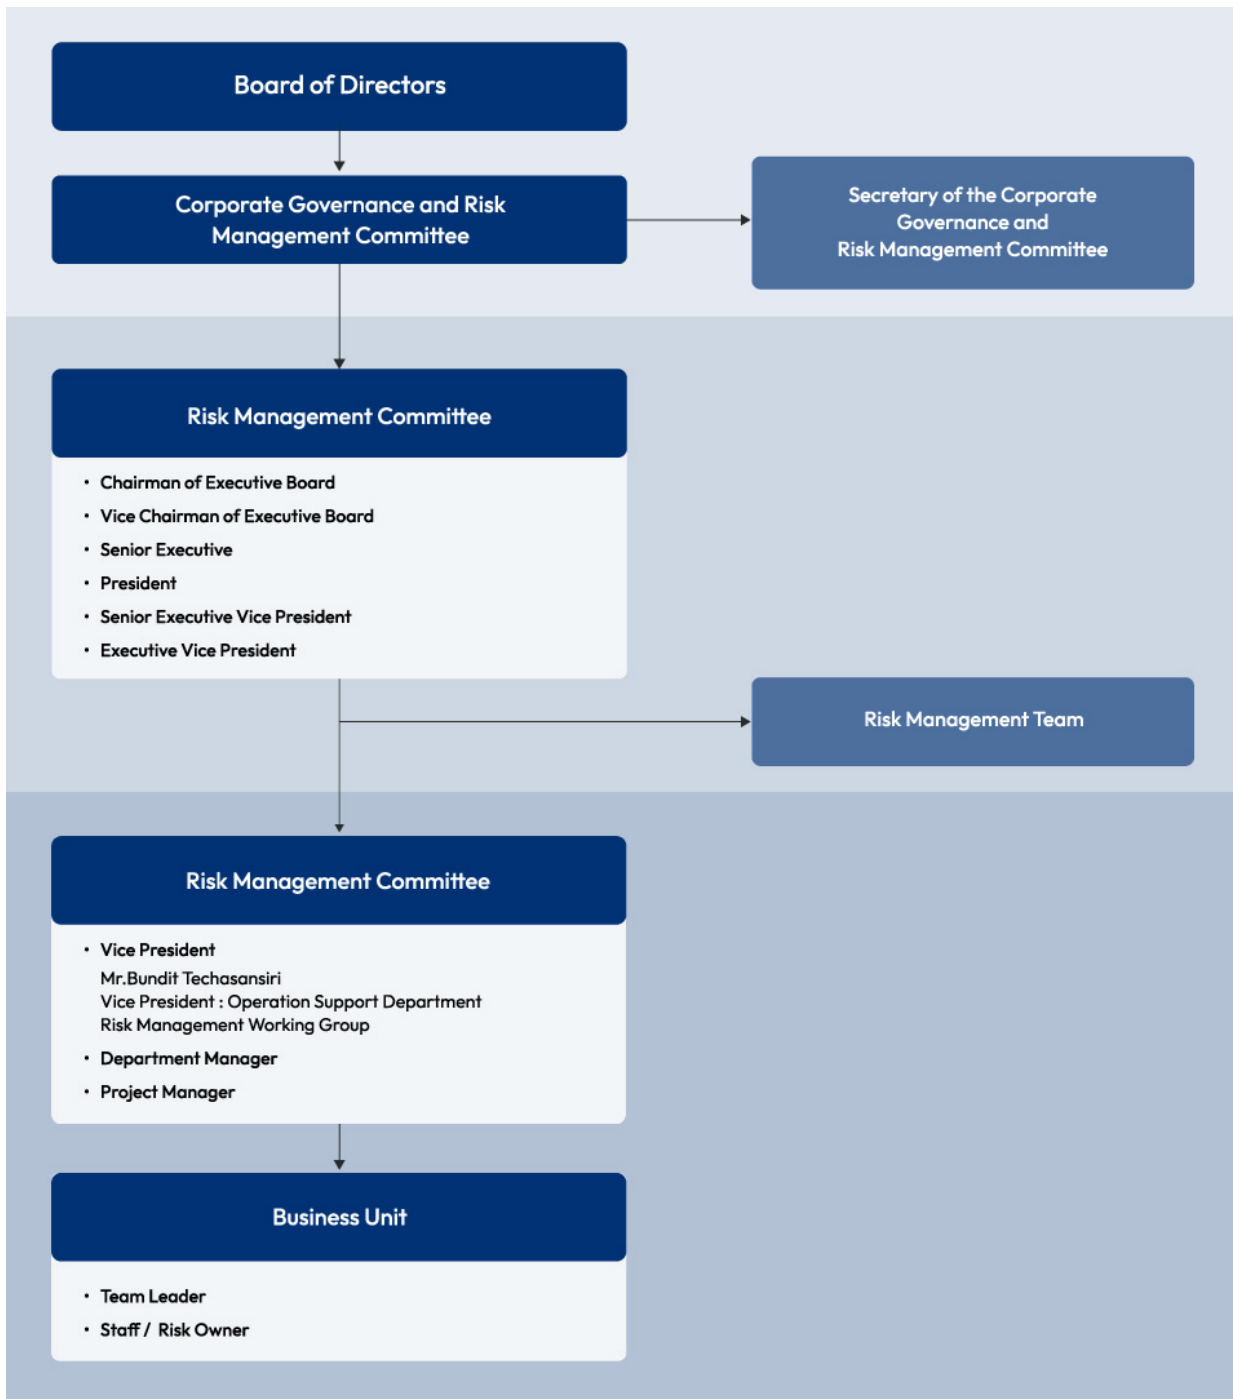 Board of Directors
Corporate Governance and Risk
Management Committee
Secretary of the Corporate
Governance and
Risk Management Committee
Risk Management Committee
• Chairman of Executive Board
• Vice Chairman of Executive Board
• Senior Executive
• President
• Senior Executive Vice President
• Executive Vice President
Risk Management Team
Risk Management Committee
• Vice President
Mr.Bundit Techasansiri
Vice President : Operation Support Department
Risk Management Working Group
• Department Manager
• Project Manager
Business Unit
• Team Leader
• Staff / Risk Owner